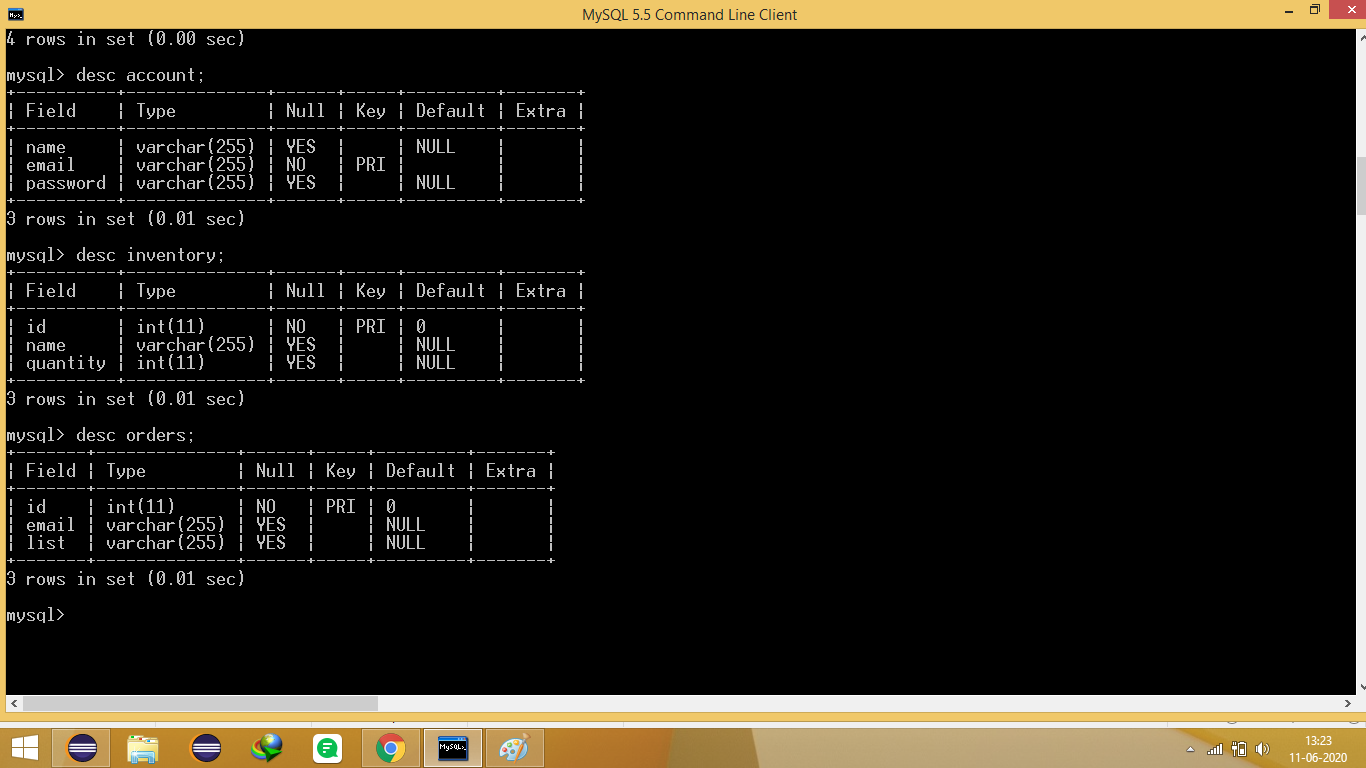 MySQL 5.5 Command Line Client
4 rows in set (0.00 sec)
mysql> desc account;
+----------+--------------+------+-----+---------+-------+
| Field    | Type         | Null | Key | Default | Extra |
+----------+--------------+------+-----+---------+-------+
| name     | varchar(255) | YES  |     | NULL    |       |
| email    | varchar(255) | NO   | PRI |         |       |
| password | varchar(255) | YES  |     | NULL    |       |
+----------+--------------+------+-----+---------+-------+
3 rows in set (0.01 sec)
mysql> desc inventory;
+----------+--------------+------+-----+---------+-------+
| Field    | Type         | Null | Key | Default | Extra |
+----------+--------------+------+-----+---------+-------+
| id       | int(11)      | NO   | PRI | 0       |       |
| name     | varchar(255) | YES  |     | NULL    |       |
| quantity | int(11)      | YES  |     | NULL    |       |
+----------+--------------+------+-----+---------+-------+
3 rows in set (0.01 sec)
mysql> desc orders;
+-------+--------------+------+-----+---------+-------+
| Field | Type         | Null | Key | Default | Extra |
+-------+--------------+------+-----+---------+-------+
| id    | int(11)      | NO   | PRI | 0       |       |
| email | varchar(255) | YES  |     | NULL    |       |
| list  | varchar(255) | YES  |     | NULL    |       |
+-------+--------------+------+-----+---------+-------+
3 rows in set (0.01 sec)
mysql>
MySQL
13:23
11-06-2020